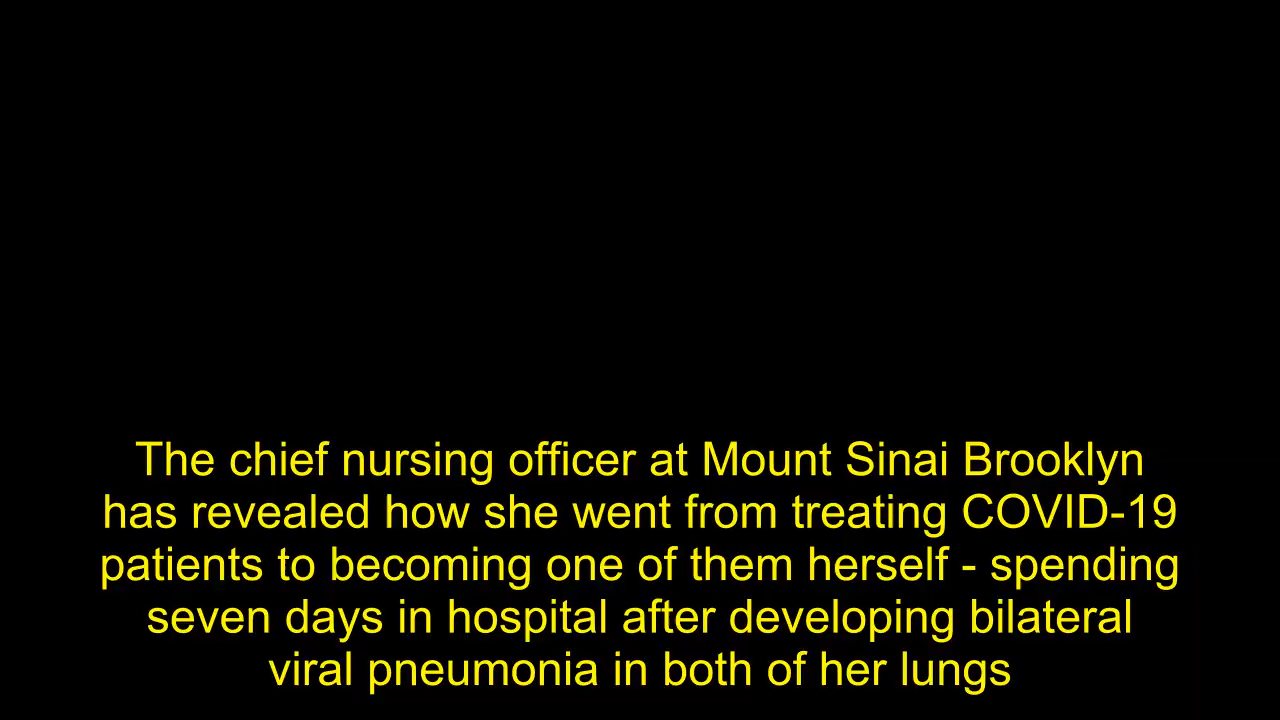 The chief nursing officer at Mount Sinai Brooklyn
has revealed how she went from treating COVID-19
patients to becoming one of them herself - spending
seven days in hospital after developing bilateral
viral pneumonia in both of her lungs